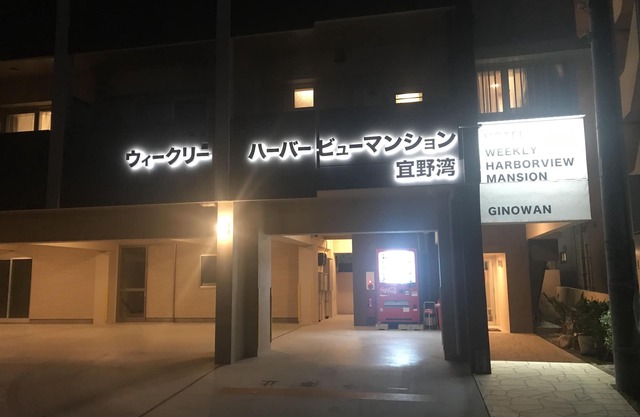 ウィークリー ハーバービューマンション
宜野湾
HOTEL
WEEKLY
HARBORVIEW
MANSION
GINOWAN